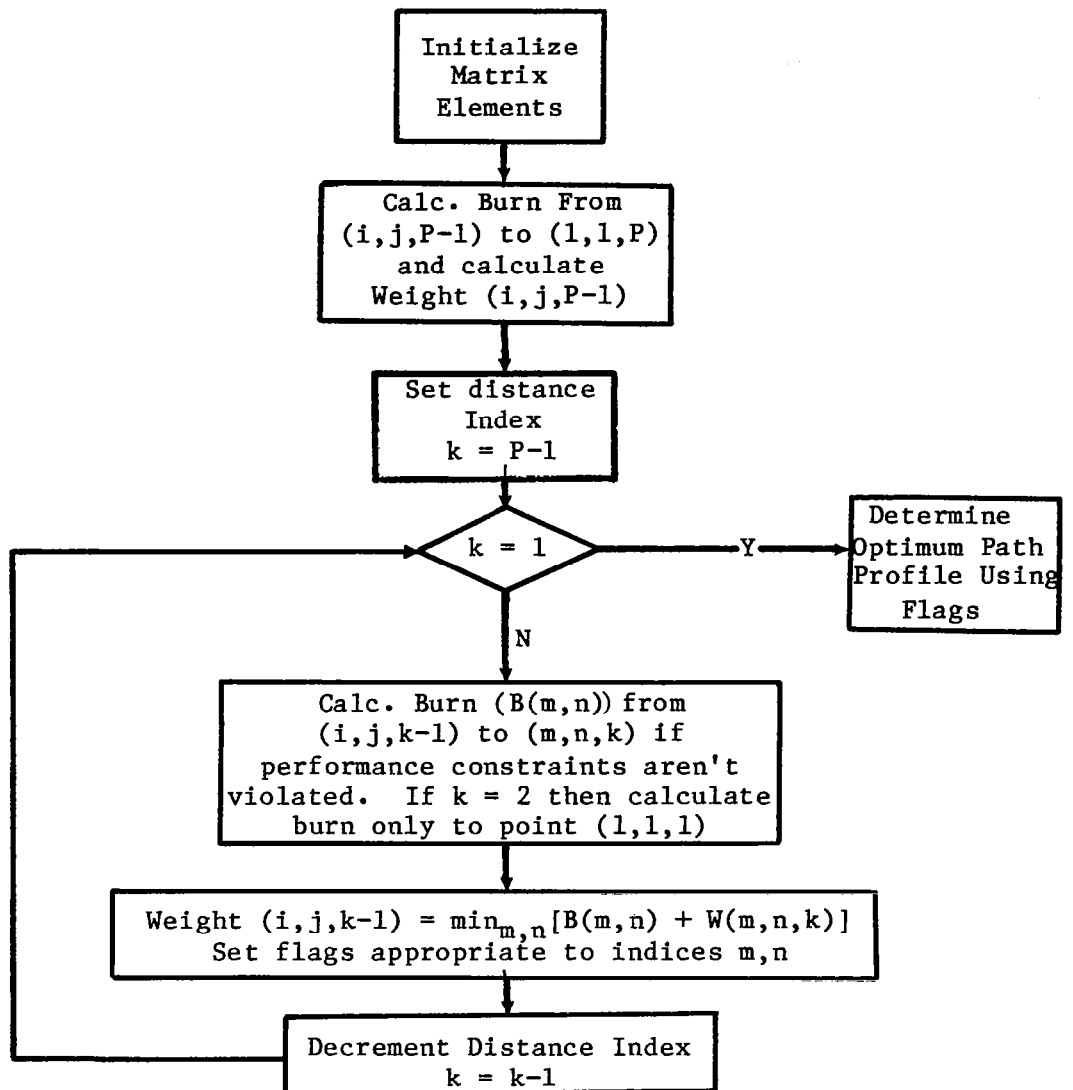 Initialize
Matrix
Elements
Calc. Burn From
(i,j,P-1) to (1,1,P)
and calculate
Weight (i,j,P-1)
Set distance
Index
k = P-1
k = 1
Y
Determine
Optimum Path
Profile Using
Flags
N
Calc. Burn (B(m,n)) from
(i,j,k-1) to (m,n,k) if
performance constraints aren't
violated. If k = 2 then calculate
burn only to point (1,1,1)
Weight (i,j,k-1) = min_m,n[B(m,n) + W(m,n,k)]
Set flags appropriate to indices m,n
Decrement Distance Index
k = k-1